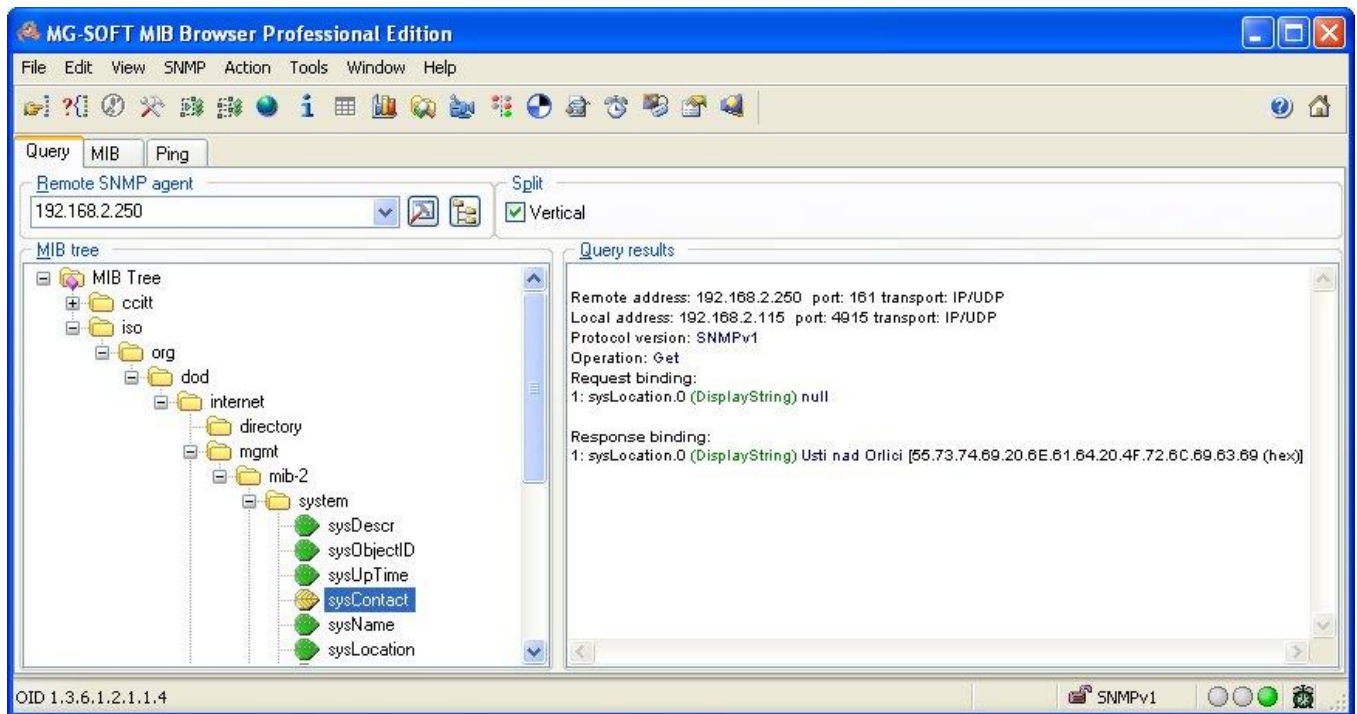 MG-SOFT MIB Browser Professional Edition
File Edit View SNMP Action Tools Window Help
Query MIB Ping
Remote SNMP agent
192.168.2.250
Split
Vertical
MIB tree
MIB Tree
ccitt
iso
org
dod
internet
directory
mgmt
mib-2
system
sysDescr
sysObjectID
sysUpTime
sysContact
sysName
sysLocation
Query results
Remote address: 192.168.2.250 port: 161 transport: IP/UDP
Local address: 192.168.2.115 port: 4915 transport: IP/UDP
Protocol version: SNMPv1
Operation: Get
Request binding:
1: sysLocation.0 (DisplayString) null
Response binding:
1: sysLocation.0 (DisplayString) Usti nad Orlici [55.73.74.69.20.6E.61.64.20.4F.72.6C.69.63.69 (hex)]
OID 1.3.6.1.2.1.1.4
SNMPv1